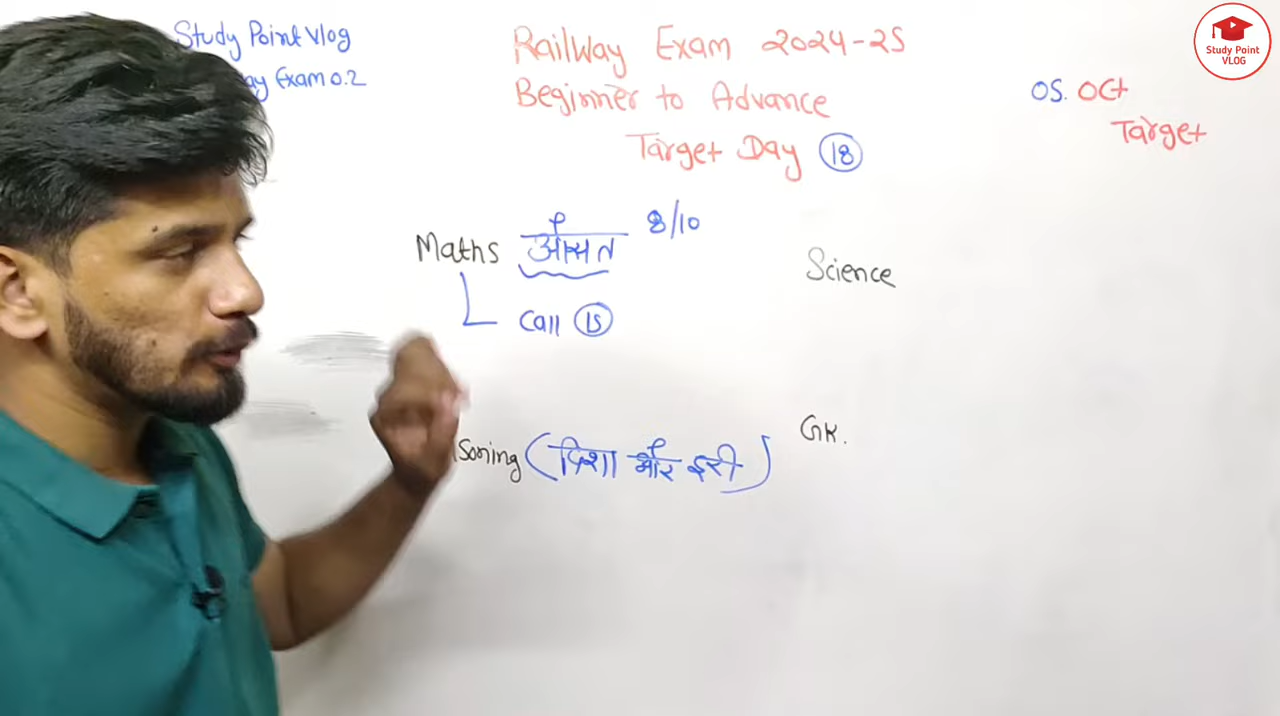 Study Point Vlog
ay Exam 0.2
Railway Exam 2024-25
Beginner to Advance
Target Day 18
05. Oct
Target
Study Point
VLOG
Maths औसत 8/10
Call 15
Science
soning (दिशा और दूरी)
GK.